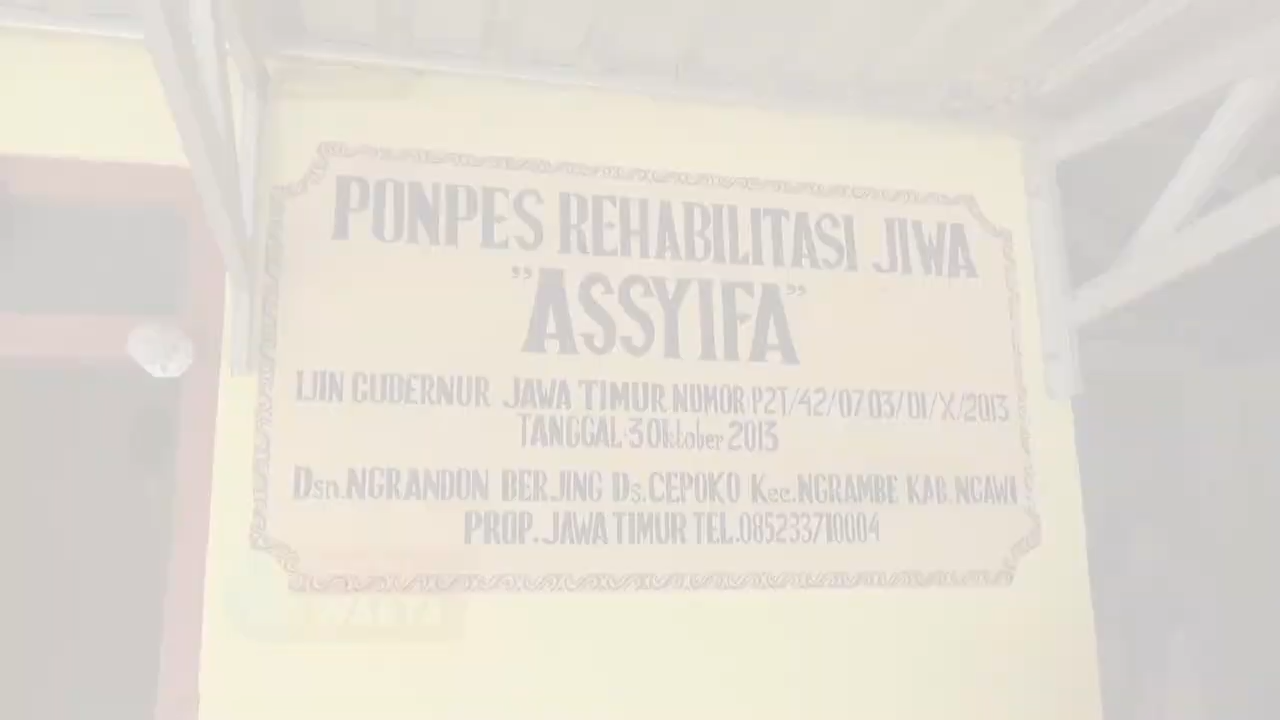 PONPES REHABILITASI JIWA
"ASSYIFA"
IJIN GUBERNUR JAWA TIMUR NOMOR P2T/42/07 03/01/X/2013
TANGGAL 3 Oktober 2013
Dsn.NGRANDON BERJING Ds.CEPOKO Kec.NGRAMBE KAB.NGAWI
PROP.JAWA TIMUR TEL.085233710004